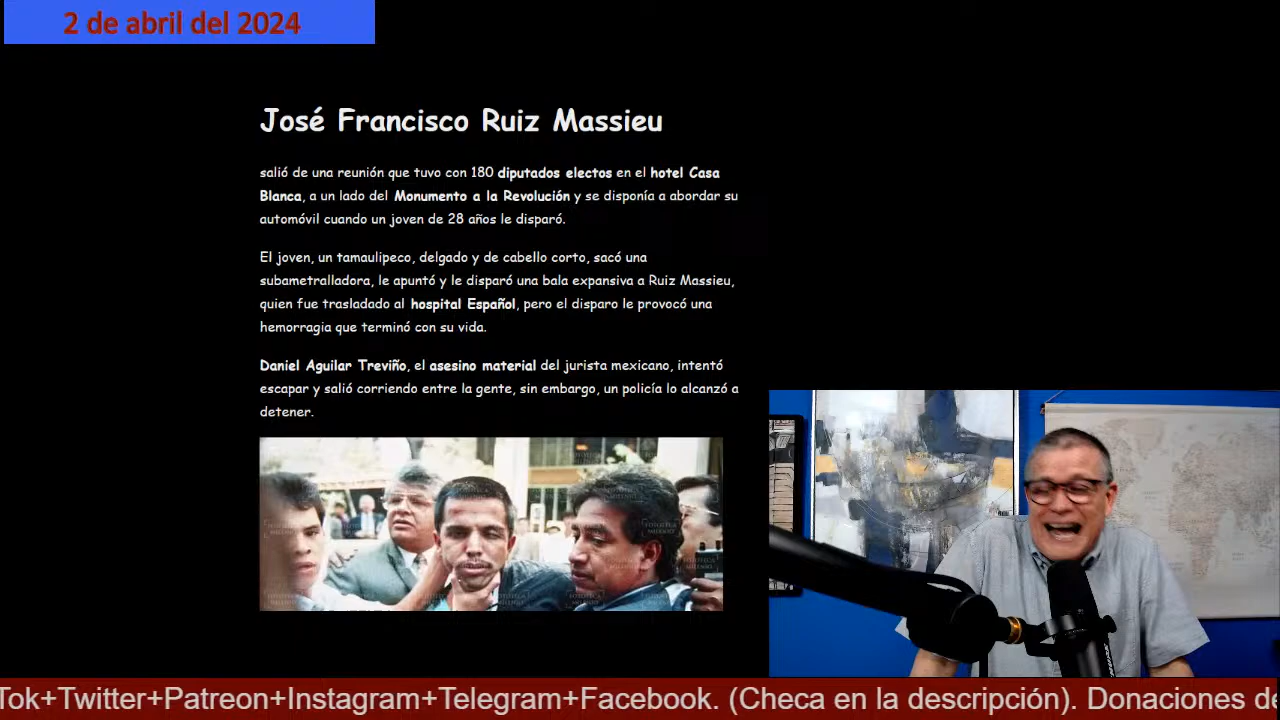 2 de abril del 2024
José Francisco Ruiz Massieu
salió de una reunión que tuvo con 180 diputados electos en el hotel Casa
Blanca, a un lado del Monumento a la Revolución y se disponía a abordar su
automóvil cuando un joven de 28 años le disparó.
El joven, un tamaulipeco, delgado y de cabello corto, sacó una
subametralladora, le apuntó y le disparó una bala expansiva a Ruiz Massieu,
quien fue trasladado al hospital Español, pero el disparo le provocó una
hemorragia que terminó con su vida.
Daniel Aguilar Treviño, el asesino material del jurista mexicano, intentó
escapar y salió corriendo entre la gente, sin embargo, un policía lo alcanzó a
detener.
Tok+Twitter+Patreon+Instagram+Telegram+Facebook. (Checa en la descripción). Donaciones de